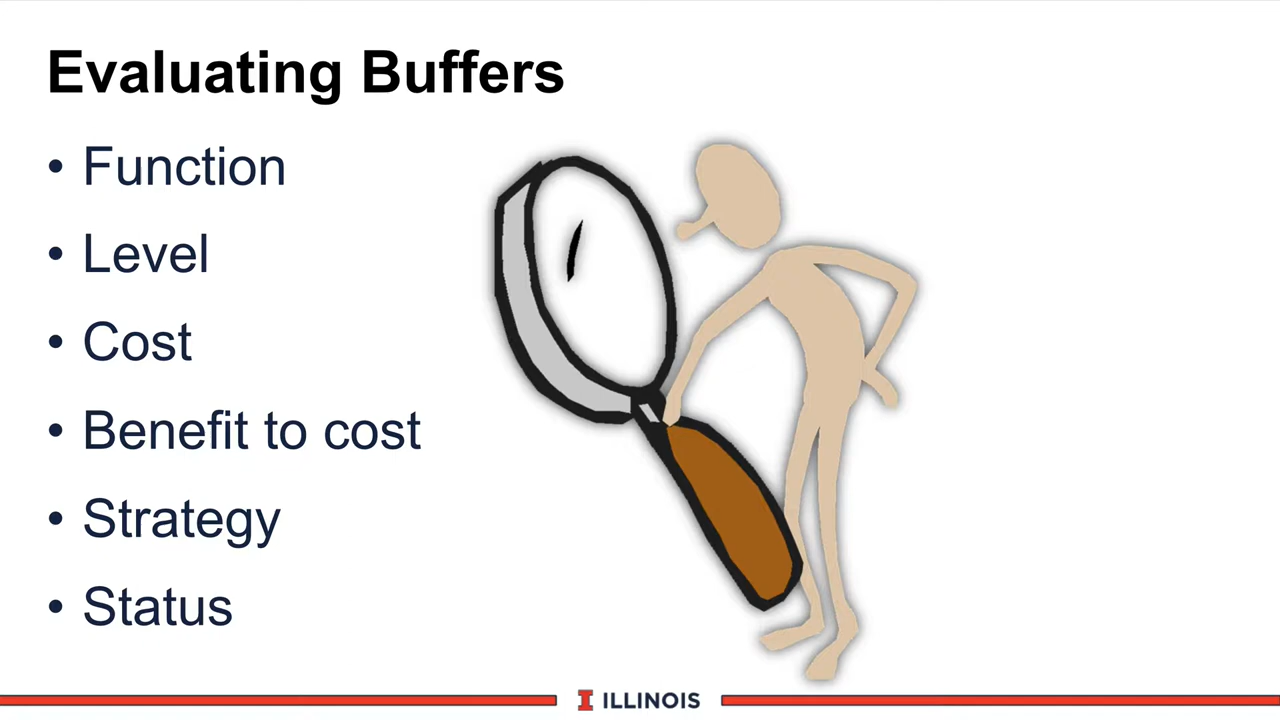 Evaluating Buffers
• Function
• Level
• Cost
• Benefit to cost
• Strategy
• Status
I ILLINOIS